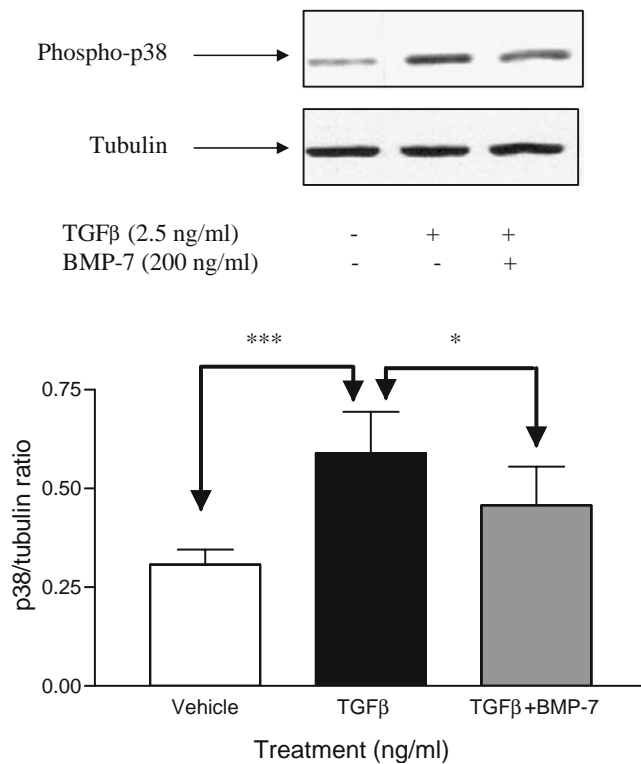 Phospho-p38
Tubulin
TGFβ (2.5 ng/ml) - + +
BMP-7 (200 ng/ml) - - +
*** *
p38/tubulin ratio
0.75
0.50
0.25
0.00
Vehicle TGFβ TGFβ+BMP-7
Treatment (ng/ml)